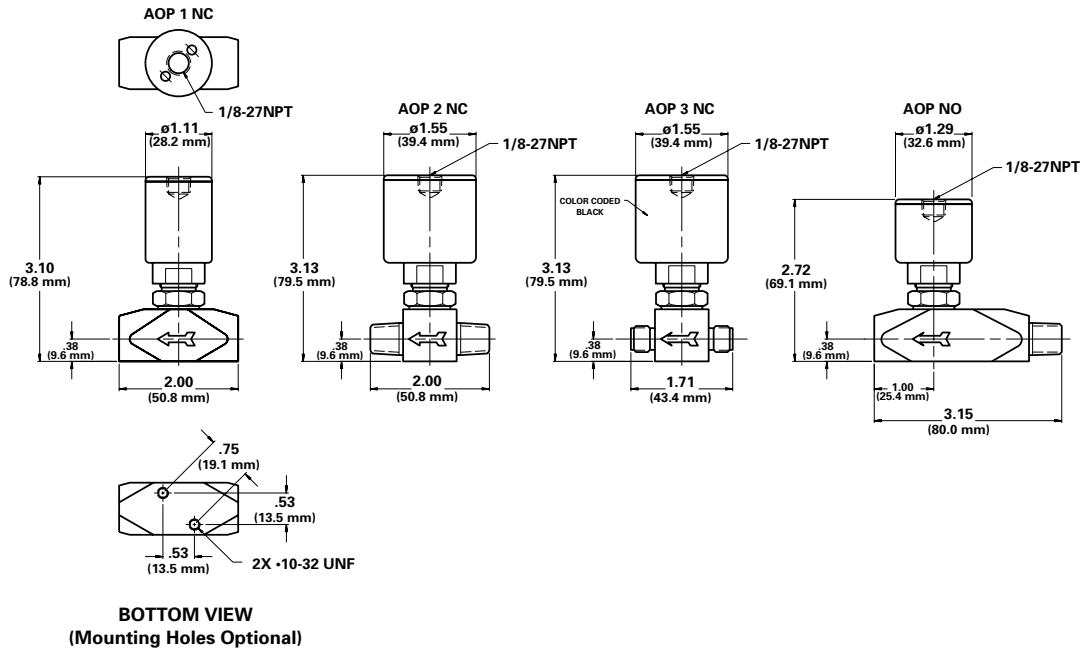 AOP 1 NC
1/8-27NPT
ø1.11
(28.2 mm)
3.10
(78.8 mm)
.38
(9.6 mm)
2.00
(50.8 mm)
AOP 2 NC
ø1.55
(39.4 mm)
1/8-27NPT
3.13
(79.5 mm)
.38
(9.6 mm)
2.00
(50.8 mm)
AOP 3 NC
ø1.55
(39.4 mm)
1/8-27NPT
COLOR CODED
BLACK
3.13
(79.5 mm)
.38
(9.6 mm)
1.71
(43.4 mm)
AOP NO
ø1.29
(32.6 mm)
1/8-27NPT
2.72
(69.1 mm)
.38
(9.6 mm)
1.00
(25.4 mm)
3.15
(80.0 mm)
.75
(19.1 mm)
.53
(13.5 mm)
.53
(13.5 mm)
2X •10-32 UNF
BOTTOM VIEW
(Mounting Holes Optional)